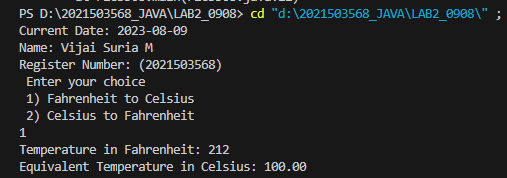 PS D:\2021503568_JAVA\LAB2_0908> cd "d:\2021503568_JAVA\LAB2_0908\" ;
Current Date: 2023-08-09
Name: Vijai Suria M
Register Number: (2021503568)
 Enter your choice
 1) Fahrenheit to Celsius
 2) Celsius to Fahrenheit
1
Temperature in Fahrenheit: 212
Equivalent Temperature in Celsius: 100.00